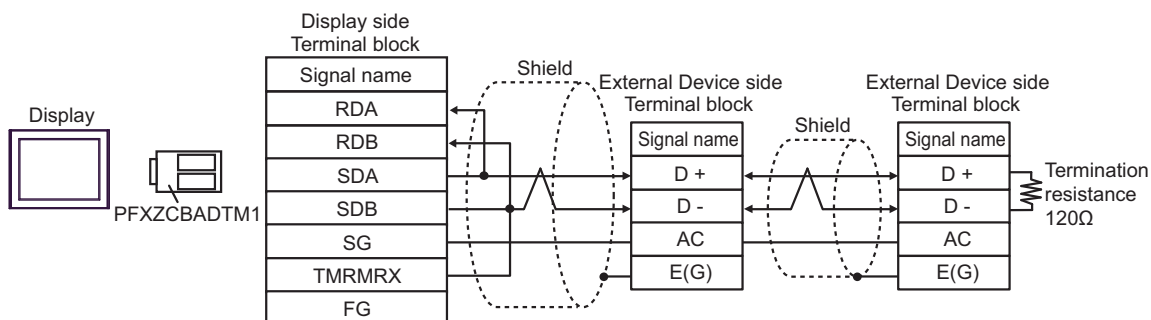 Display
PFXZCBADTM1
Display side
Terminal block
Signal name
RDA
RDB
SDA
SDB
SG
TMRMRX
FG
Shield
External Device side
Terminal block
Signal name
D +
D -
AC
E(G)
Shield
External Device side
Terminal block
Signal name
D +
D -
AC
E(G)
Termination
resistance
120Ω